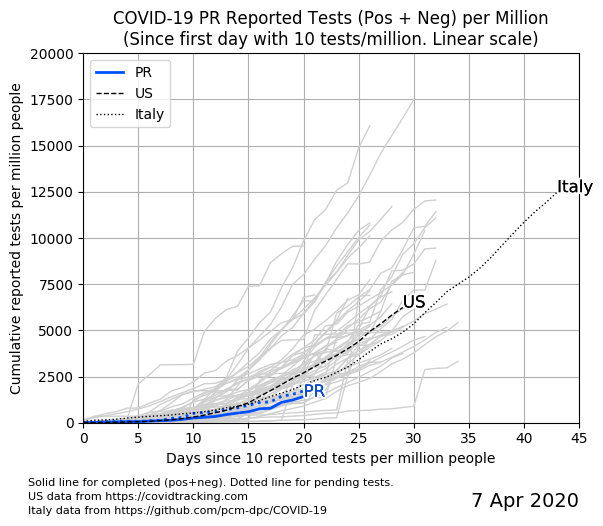 COVID-19 PR Reported Tests (Pos + Neg) per Million
(Since first day with 10 tests/million. Linear scale)
Cumulative reported tests per million people
20000
17500
15000
12500
10000
7500
5000
2500
0
PR
US
Italy
Italy
US
PR
0 5 10 15 20 25 30 35 40 45
Days since 10 reported tests per million people
Solid line for completed (pos+neg). Dotted line for pending tests.
US data from https://covidtracking.com
Italy data from https://github.com/pcm-dpc/COVID-19
7 Apr 2020